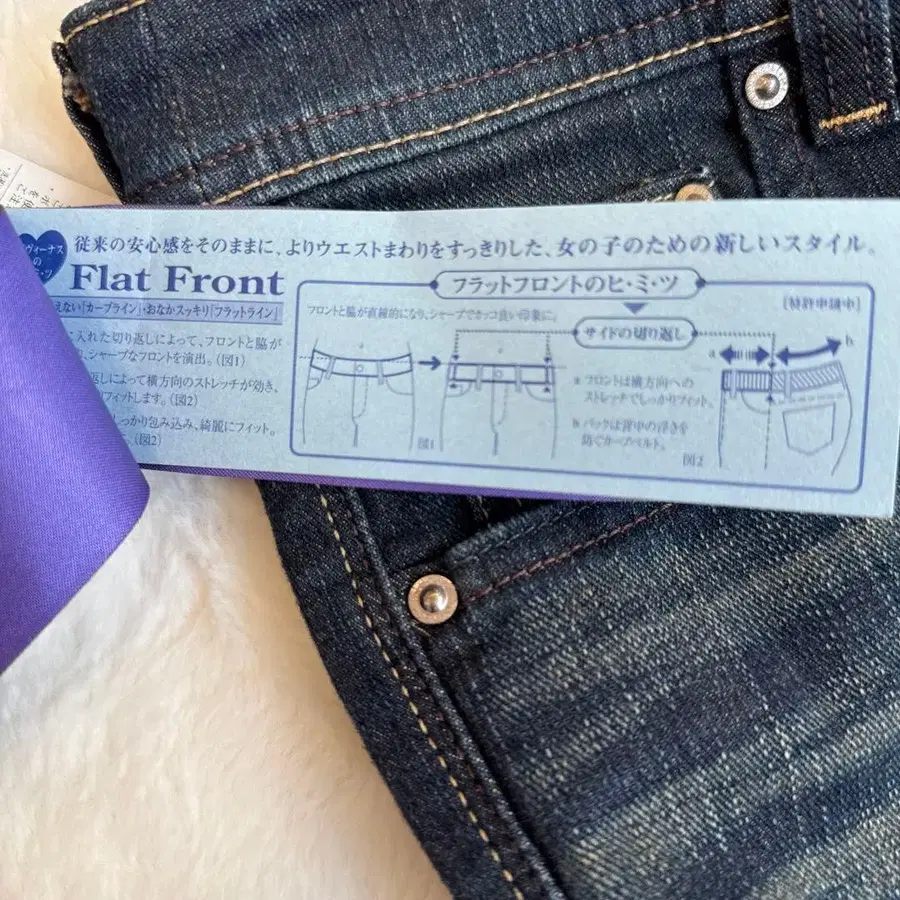 ヴィーナス
の
ミ・ツ
従来の安心感をそのままに、よりウエストまわりをすっきりした、女の子のための新しいスタイル。
Flat Front
えない「カーブライン」・おなかスッキリ「フラットライン」
に入れた切り返しによって、フロントと脇が
、シャープなフロントを演出。(図1)
返しによって横方向のストレッチが効き、
フィットします。(図2)
しっかり包み込み、綺麗にフィット。
。(図2)
フラットフロントのヒ・ミ・ツ
[特許申請中]
フロントと脇が直線的になり、シャープでカッコ良い印象に。
サイドの切り返し
a
b
図1
a フロントは横方向への
ストレッチでしっかりフィット。
b バックは背中の浮きを
防ぐカーブベルト。
図2